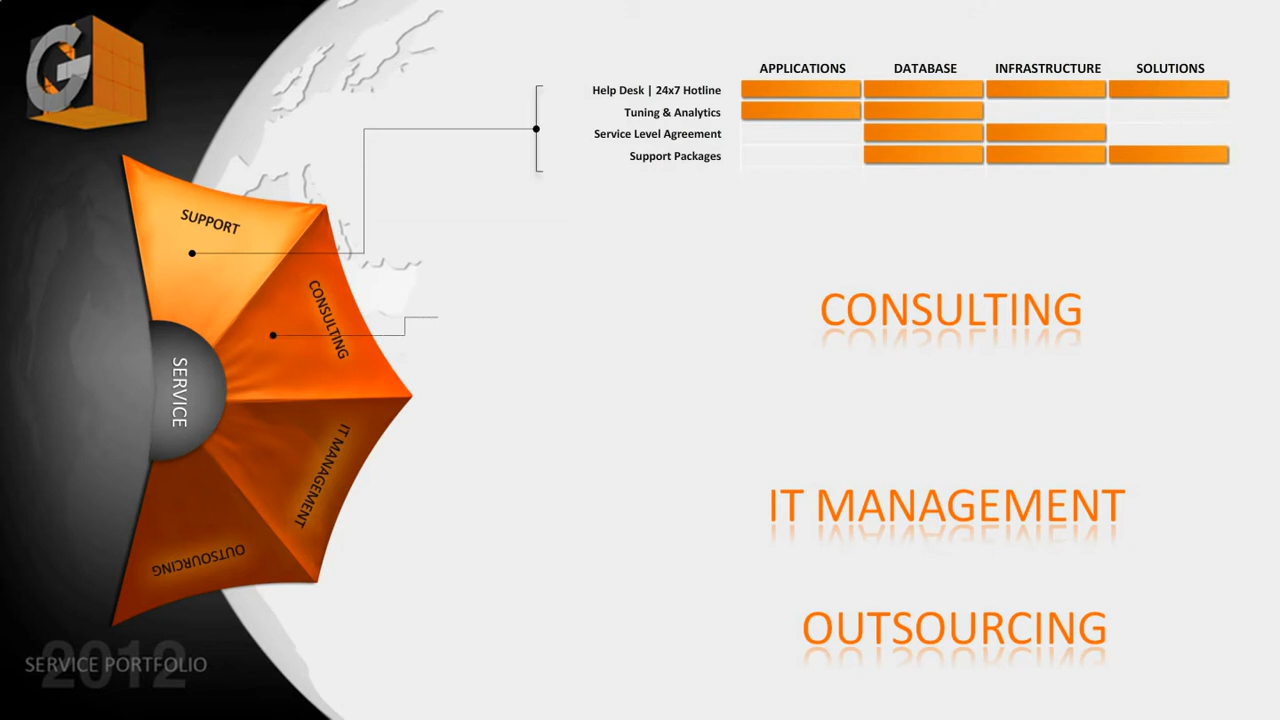 G
APPLICATIONS DATABASE INFRASTRUCTURE SOLUTIONS
Help Desk | 24x7 Hotline
Tuning & Analytics
Service Level Agreement
Support Packages
SUPPORT
CONSULTING
IT MANAGEMENT
OUTSOURCING
SERVICE
CONSULTING
IT MANAGEMENT
OUTSOURCING
2012
SERVICE PORTFOLIO